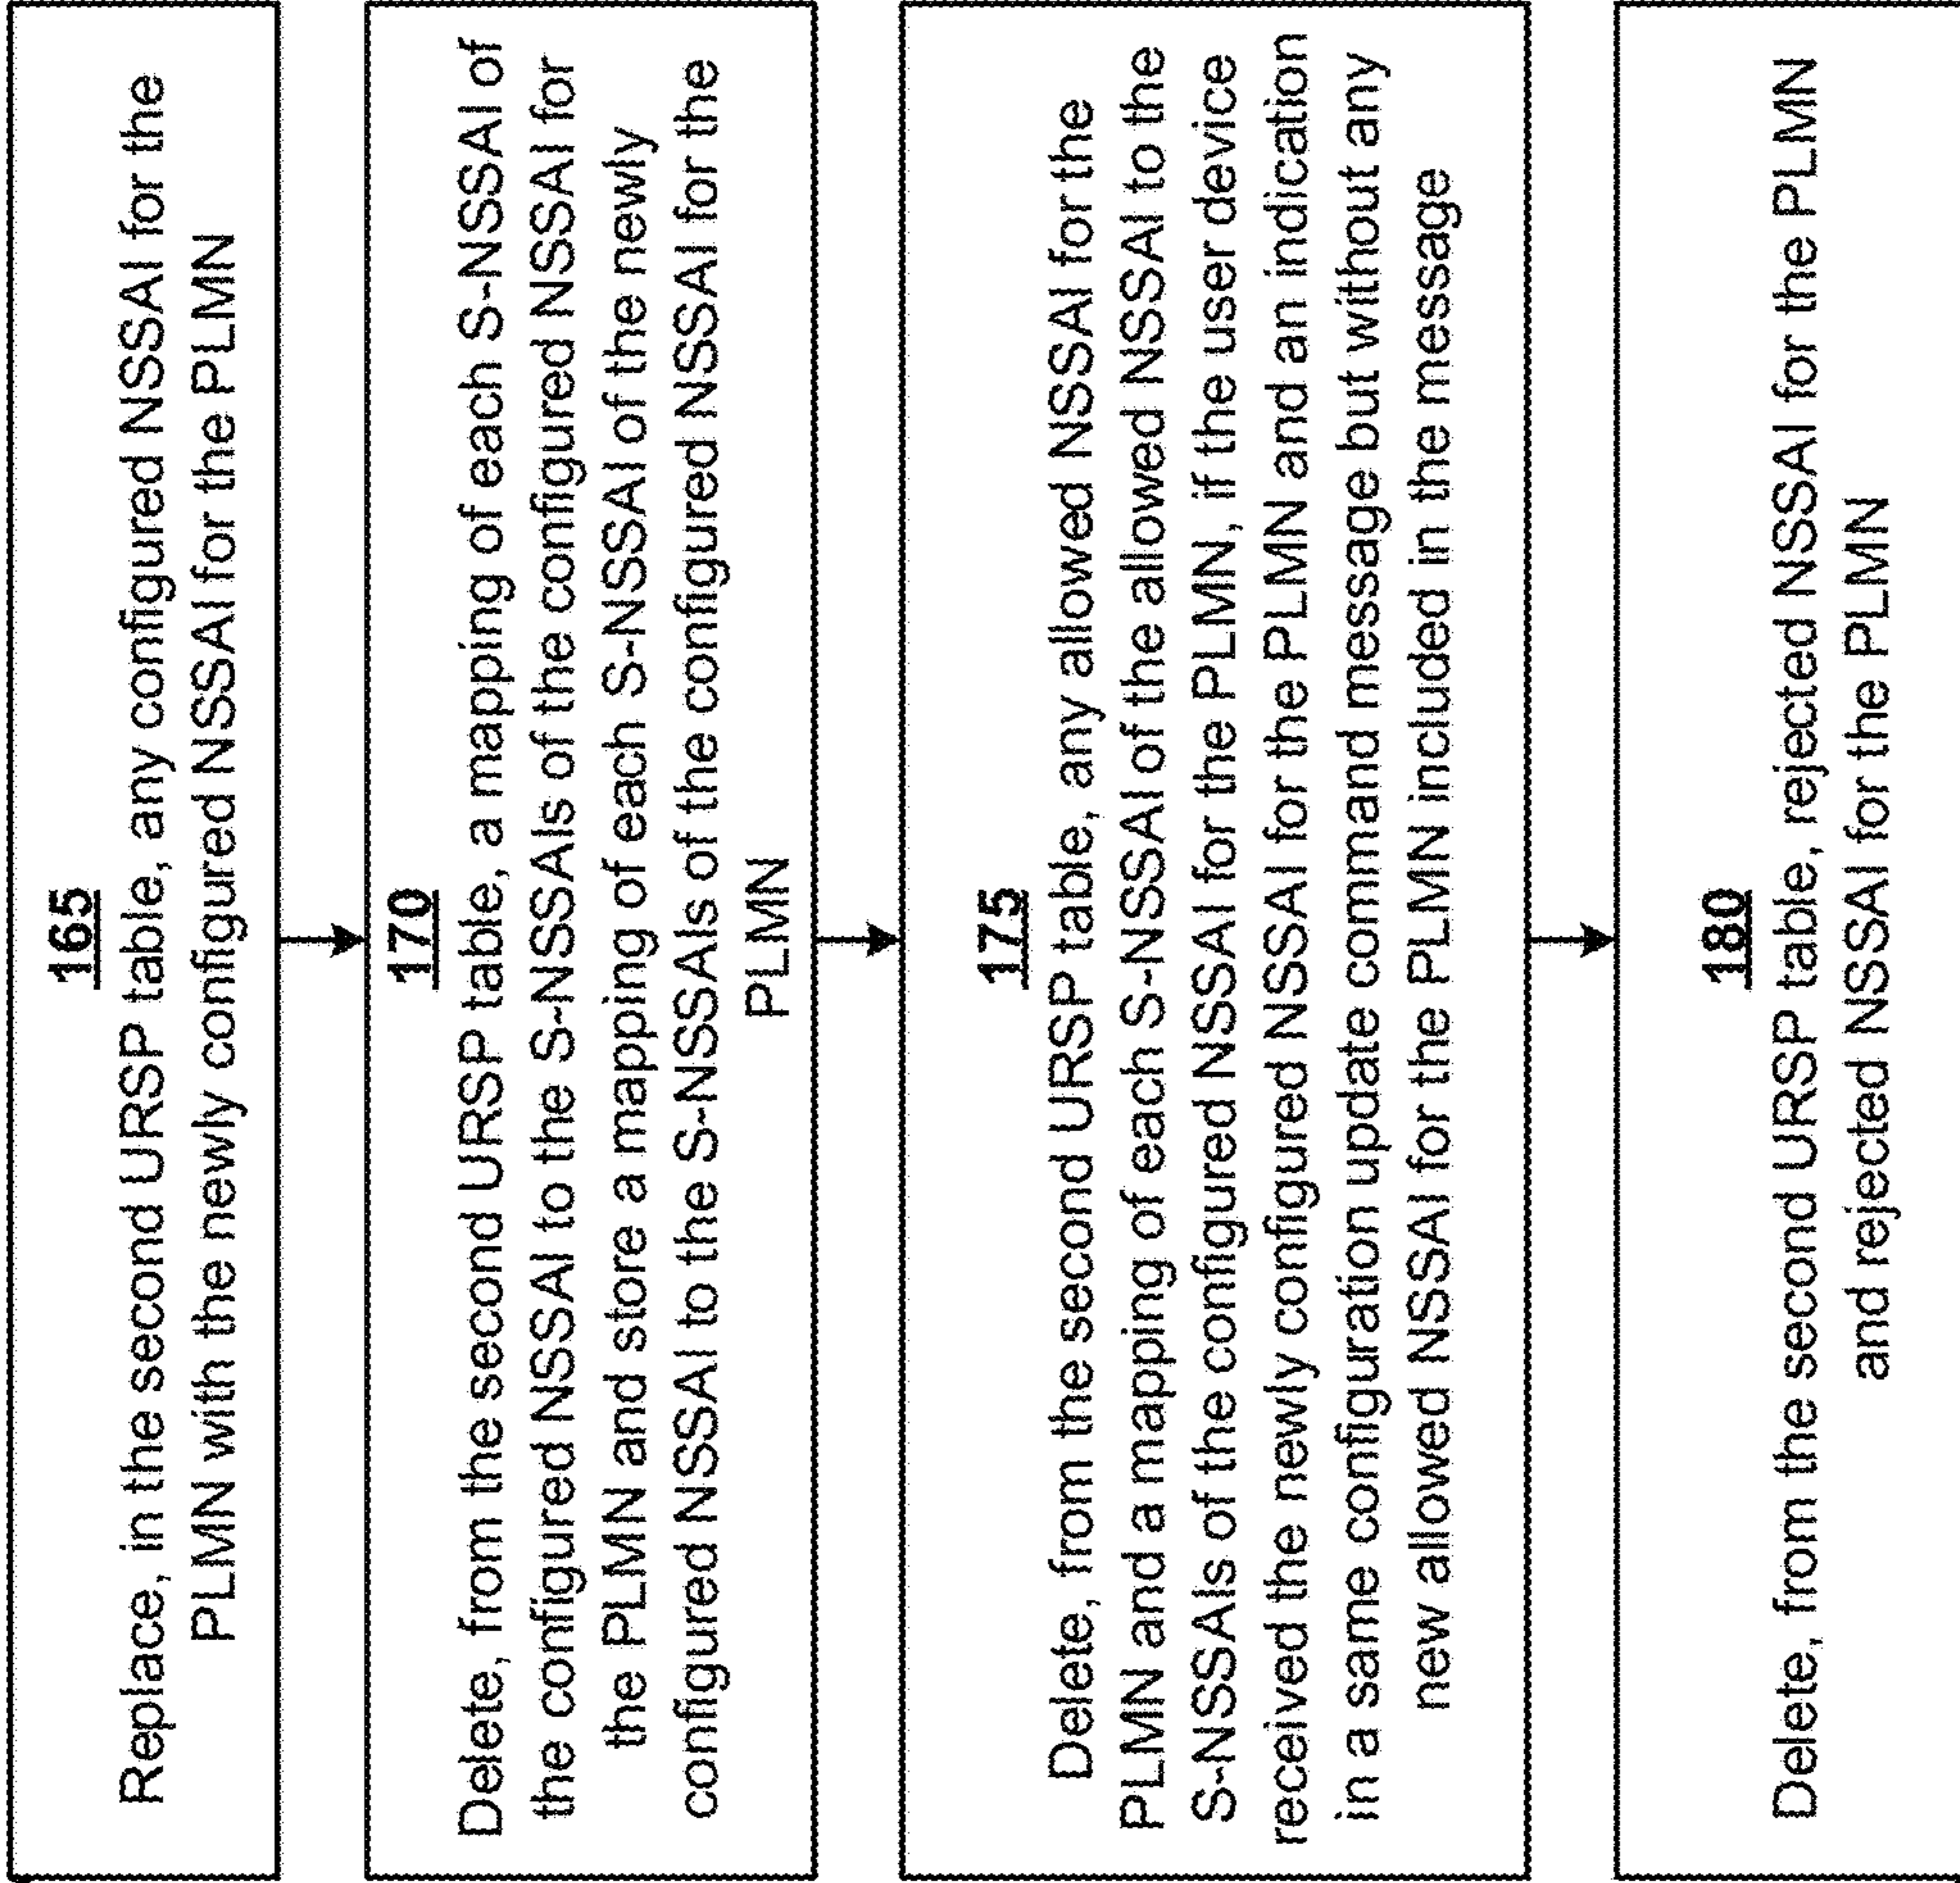 165
Replace, in the second URSP table, any configured NSSAI for the
PLMN with the newly configured NSSAI for the PLMN
170
Delete, from the second URSP table, a mapping of each S-NSSAI of
the configured NSSAI to the S-NSSAIs of the configured NSSAI for
the PLMN and store a mapping of each S-NSSAI of the newly
configured NSSAI to the S-NSSAIs of the configured NSSAI for the
PLMN
175
Delete, from the second URSP table, any allowed NSSAI for the
PLMN and a mapping of each S-NSSAI of the allowed NSSAI to the
S-NSSAIs of the configured NSSAI for the PLMN, if the user device
received the newly configured NSSAI for the PLMN and an indication
in a same configuration update command message but without any
new allowed NSSAI for the PLMN included in the message
180
Delete, from the second URSP table, rejected NSSAI for the PLMN
and rejected NSSAI for the PLMN